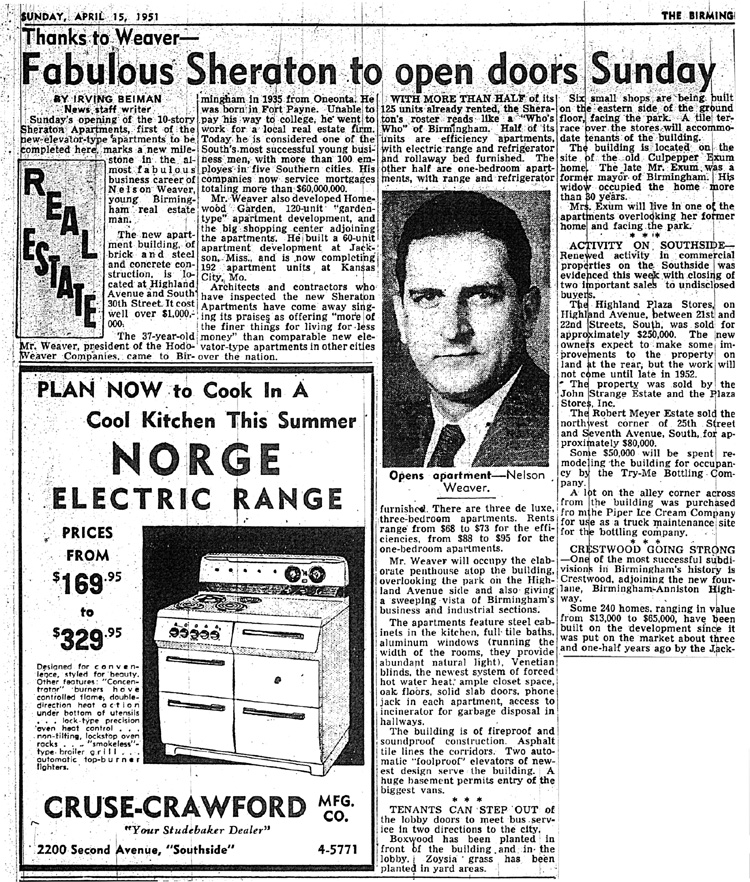 SUNDAY, APRIL 15, 1951
THE BIRMING
Thanks to Weaver—
Fabulous Sheraton to open doors Sunday
BY IRVING BEIMAN
News staff writer
Sunday's opening of the 10-story
Sheraton Apartments, first of the
new elevator-type apartments to be
completed here, marks a new mile-
stone in the al-
most fabulous
business career of
Nelson Weaver,
young Birming-
ham real estate
man.
The new apart-
ment building, of
brick and steel
and concrete con-
struction, is lo-
cated at Highland
Avenue and South
30th Street. It cost
well over $1,000,-
000.
The 37-year-old
Mr. Weaver, president of the Hodo-
Weaver Companies, came to Bir-
REAL
ESTATE
mingham in 1935 from Oneonta. He
was born in Fort Payne. Unable to
pay his way to college, he went to
work for a local real estate firm.
Today he is considered one of the
South's most successful young busi-
ness men, with more than 100 em-
ployes in five Southern cities. His
companies now service mortgages
totaling more than $60,000,000.
Mr. Weaver also developed Home-
wood Garden, 120-unit "garden-
type" apartment development, and
the big shopping center adjoining
the apartments. He built a 60-unit
apartment development at Jack-
son, Miss., and is now completing
192 apartment units at Kansas
City, Mo.
Architects and contractors who
have inspected the new Sheraton
Apartments have come away sing-
ing its praises as offering "more of
the finer things for living for less
money" than comparable new ele-
vator-type apartments in other cities
over the nation.
PLAN NOW to Cook In A
Cool Kitchen This Summer
NORGE
ELECTRIC RANGE
PRICES
FROM
$169.95
to
$329.95
Designed for conven-
ience, styled for beauty.
Other features: "Concen-
trator" burners have
controlled flame, double-
direction heat action
under bottom of utensils
. . . lock-type precision
even heat control . . .
non-tilting, lockstop oven
racks . . . "smokeless"-
type broiler grill . . .
automatic top-burner
lighters.
CRUSE-CRAWFORD MFG. CO.
"Your Studebaker Dealer"
2200 Second Avenue, "Southside" 4-5771
WITH MORE THAN HALF of its
125 units already rented, the Shera-
ton's roster reads like a "Who's
Who" of Birmingham. Half of its
units are efficiency apartments,
with electric range and refrigerator
and rollaway bed furnished. The
other half are one-bedroom apart-
ments, with range and refrigerator
Opens apartment—Nelson
Weaver.
furnished. There are three de luxe,
three-bedroom apartments. Rents
range from $68 to $73 for the effi-
ciencies, from $88 to $95 for the
one-bedroom apartments.
Mr. Weaver will occupy the elab-
orate penthouse atop the building,
overlooking the park on the High-
land Avenue side and also giving
a sweeping vista of Birmingham's
business and industrial sections.
The apartments feature steel cab-
inets in the kitchen, full tile baths,
aluminum windows (running the
width of the rooms, they provide
abundant natural light), Venetian
blinds, the newest system of forced
hot water heat, ample closet space,
oak floors, solid slab doors, phone
jack in each apartment, access to
incinerator for garbage disposal in
hallways.
The building is of fireproof and
soundproof construction. Asphalt
tile lines the corridors. Two auto-
matic "foolproof" elevators of new-
est design serve the building. A
huge basement permits entry of the
biggest vans.
* * *
TENANTS CAN STEP OUT of
the lobby doors to meet bus serv-
ice in two directions to the city.
Boxwood has been planted in
front of the building and in the
lobby. Zoysia grass has been
planted in yard areas.
Six small shops are being built
on the eastern side of the ground
floor, facing the park. A tile ter-
race over the stores will accommo-
date tenants of the building.
The building is located on the
site of the old Culpepper Exum
home. The late Mr. Exum was a
former mayor of Birmingham. His
widow occupied the home more
than 30 years.
Mrs. Exum will live in one of the
apartments overlooking her former
home and facing the park.
* * *
ACTIVITY ON SOUTHSIDE—
Renewed activity in commercial
properties on the Southside was
evidenced this week with closing of
two important sales to undisclosed
buyers.
The Highland Plaza Stores, on
Highland Avenue, between 21st and
22nd Streets, South, was sold for
approximately $250,000. The new
owners expect to make some im-
provements to the property on
land at the rear, but the work will
not come until late in 1952.
The property was sold by the
John Strange Estate and the Plaza
Stores, Inc.
The Robert Meyer Estate sold the
northwest corner of 25th Street
and Seventh Avenue, South, for ap-
proximately $80,000.
Some $50,000 will be spent re-
modeling the building for occupan-
cy by the Try-Me Bottling Com-
pany.
A lot on the alley corner across
from the building was purchased
fro mthe Piper Ice Cream Company
for use as a truck maintenance site
for the bottling company.
* * *
CRESTWOOD GOING STRONG
—One of the most successful subdi-
visions in Birmingham's history is
Crestwood, adjoining the new four-
lane, Birmingham-Anniston High-
way.
Some 240 homes, ranging in value
from $13,000 to $65,000, have been
built on the development since it
was put on the market about three
and one-half years ago by the Jack-